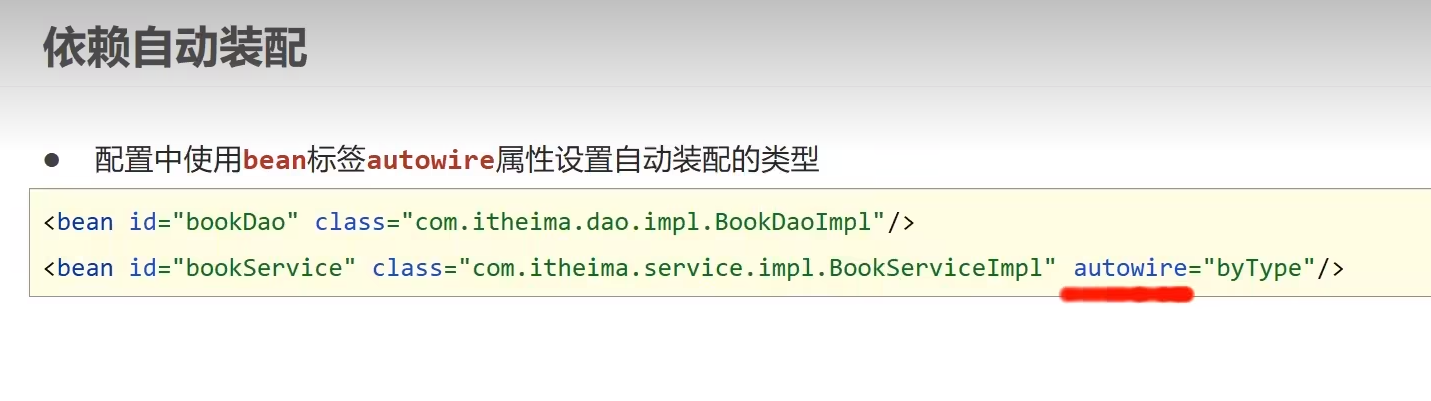 依赖自动装配
● 配置中使用bean标签autowire属性设置自动装配的类型
<bean id="bookDao" class="com.itheima.dao.impl.BookDaoImpl"/>
<bean id="bookService" class="com.itheima.service.impl.BookServiceImpl" autowire="byType"/>